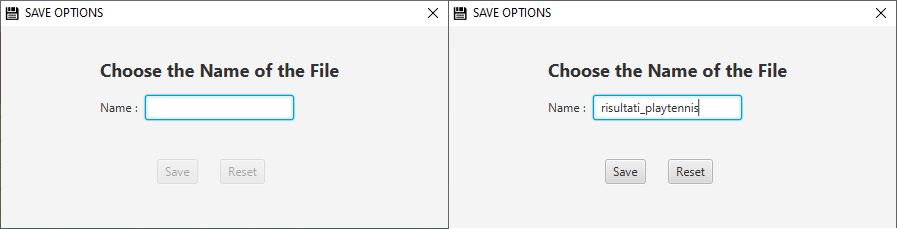 SAVE OPTIONS
Choose the Name of the File
Name :
Save Reset
SAVE OPTIONS
Choose the Name of the File
Name : risultati_playtennis
Save Reset